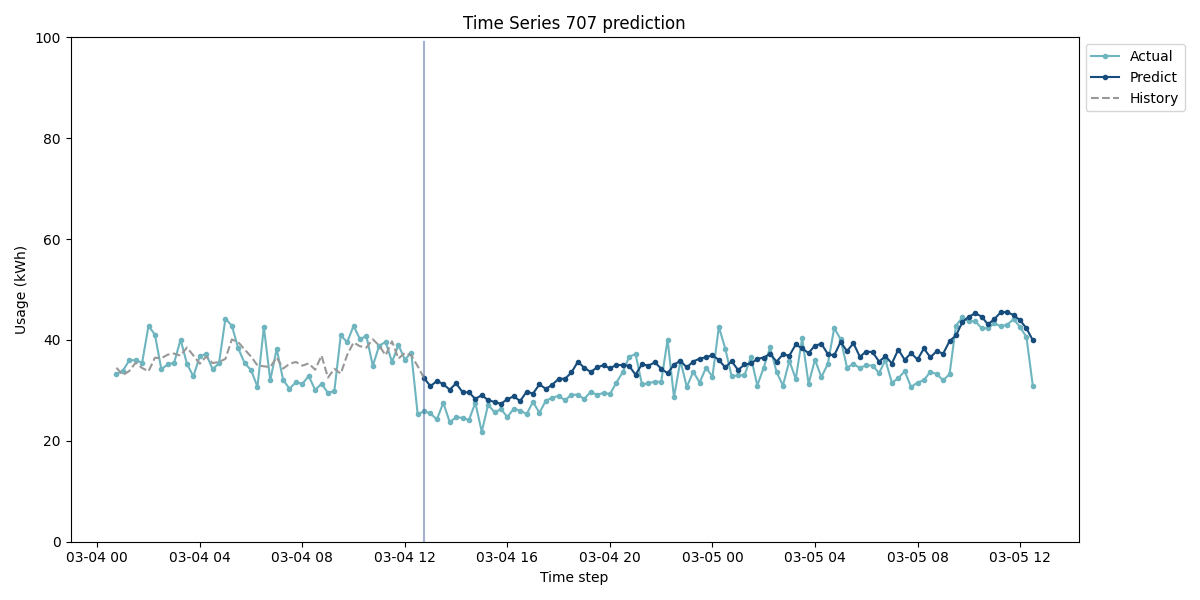 Time Series 707 prediction
Usage (kWh)
100
80
60
40
20
0
03-04 00
03-04 04
03-04 08
03-04 12
03-04 16
03-04 20
03-05 00
03-05 04
03-05 08
03-05 12
Time step
Actual
Predict
History